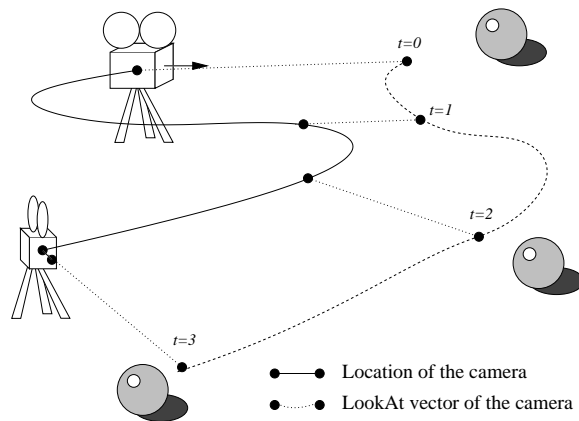 t=0
t=1
t=2
t=3
Location of the camera
LookAt vector of the camera